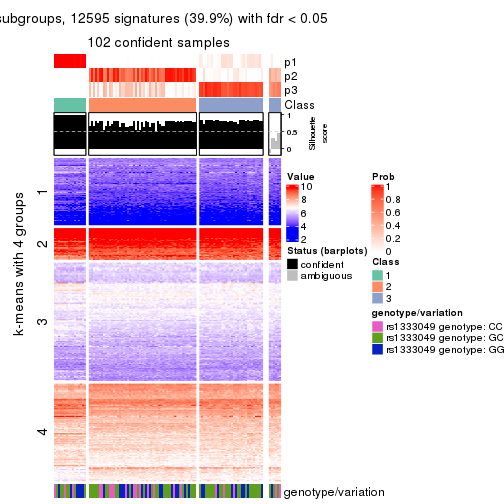 subgroups, 12595 signatures (39.9%) with fdr < 0.05
102 confident samples
p1
p2
p3
Class
1
0.5
0
Silhouette
score
k-means with 4 groups
1
2
3
4
genotype/variation
Value
10
8
6
4
2
Status (barplots)
confident
ambiguous
Prob
1
0.8
0.6
0.4
0.2
0
Class
1
2
3
genotype/variation
rs1333049 genotype: CC
rs1333049 genotype: GC
rs1333049 genotype: GG